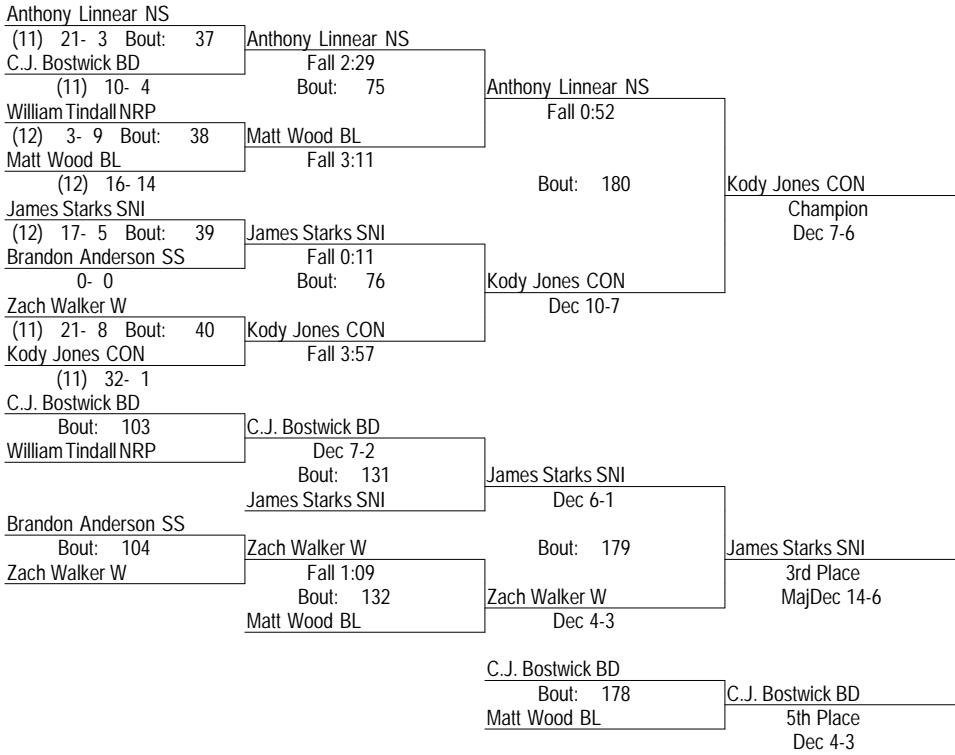 Anthony Linnear NS
(11) 21- 3 Bout: 37 Anthony Linnear NS
C.J. Bostwick BD Fall 2:29
(11) 10- 4 Bout: 75 Anthony Linnear NS
William Tindall NRP Fall 0:52
(12) 3- 9 Bout: 38 Matt Wood BL
Matt Wood BL Fall 3:11
(12) 16- 14 Bout: 180 Kody Jones CON
James Starks SNI Champion
(12) 17- 5 Bout: 39 James Starks SNI Dec 7-6
Brandon Anderson SS Fall 0:11
0- 0 Bout: 76 Kody Jones CON
Zach Walker W Dec 10-7
(11) 21- 8 Bout: 40 Kody Jones CON
Kody Jones CON Fall 3:57
(11) 32- 1
C.J. Bostwick BD
Bout: 103 C.J. Bostwick BD
William Tindall NRP Dec 7-2
Bout: 131 James Starks SNI
James Starks SNI Dec 6-1
Brandon Anderson SS
Bout: 104 Zach Walker W Bout: 179 James Starks SNI
Zach Walker W Fall 1:09 3rd Place
Bout: 132 Zach Walker W MajDec 14-6
Matt Wood BL Dec 4-3
C.J. Bostwick BD
Bout: 178 C.J. Bostwick BD
Matt Wood BL 5th Place
Dec 4-3